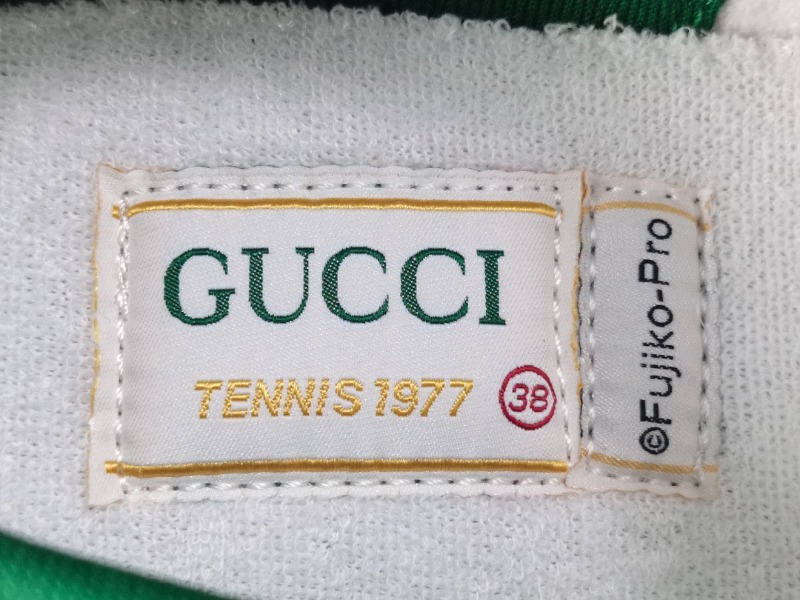 GUCCI
TENNIS 1977 38
©Fujiko-Pro